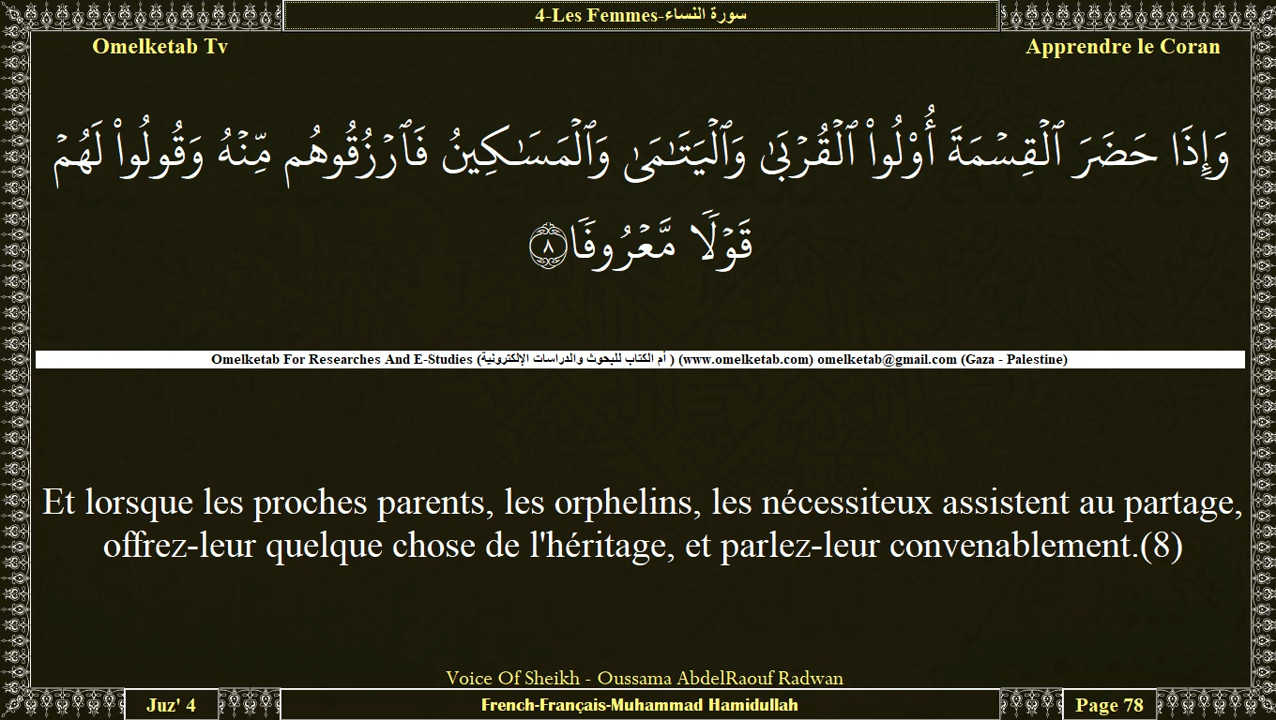 4-Les Femmes-سورة النساء
Omelketab Tv
Apprendre le Coran
وَإِذَا حَضَرَ ٱلۡقِسۡمَةَ أُوْلُواْ ٱلۡقُرۡبَىٰ وَٱلۡيَتَٰمَىٰ وَٱلۡمَسَٰكِينُ فَٱرۡزُقُوهُم مِّنۡهُ وَقُولُواْ لَهُمۡ
قَوۡلٗا مَّعۡرُوفٗا ٨
Omelketab For Researches And E-Studies (أم الكتاب للبحوث والدراسات الإلكترونية ) (www.omelketab.com) omelketab@gmail.com (Gaza - Palestine)
Et lorsque les proches parents, les orphelins, les nécessiteux assistent au partage,
offrez-leur quelque chose de l'héritage, et parlez-leur convenablement.(8)
Voice Of Sheikh - Oussama AbdelRaouf Radwan
Juz' 4
French-Français-Muhammad Hamidullah
Page 78